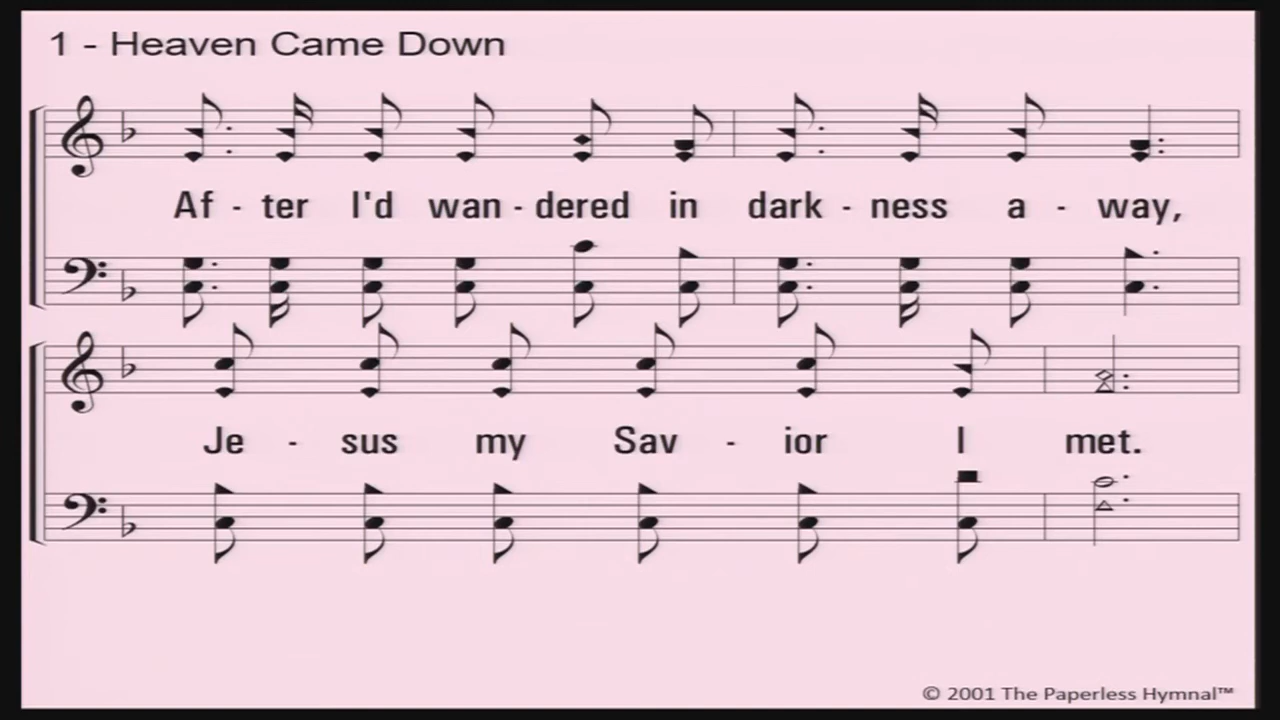 1 - Heaven Came Down
Af - ter I'd wan - dered in dark - ness a - way,
Je - sus my Sav - ior I met.
© 2001 The Paperless Hymnal™